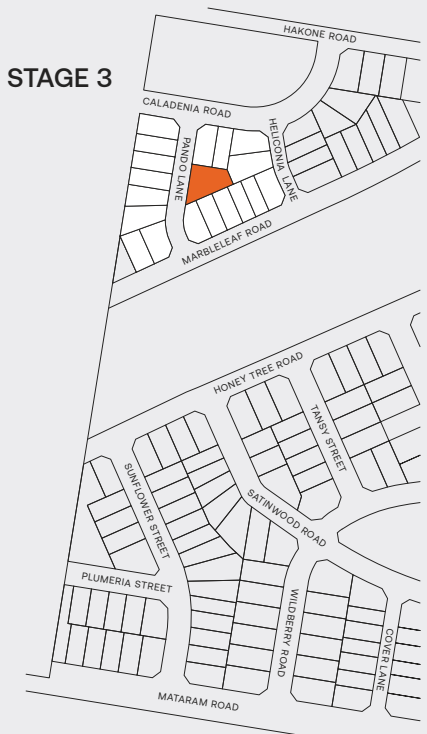 HAKONE ROAD
STAGE 3
CALADENIA ROAD
PANDO LANE
HELICONIA LANE
MARBLELEAF ROAD
HONEY TREE ROAD
TANSY STREET
SUNFLOWER STREET
SATINWOOD ROAD
PLUMERIA STREET
WILDBERRY ROAD
COVER LANE
MATARAM ROAD